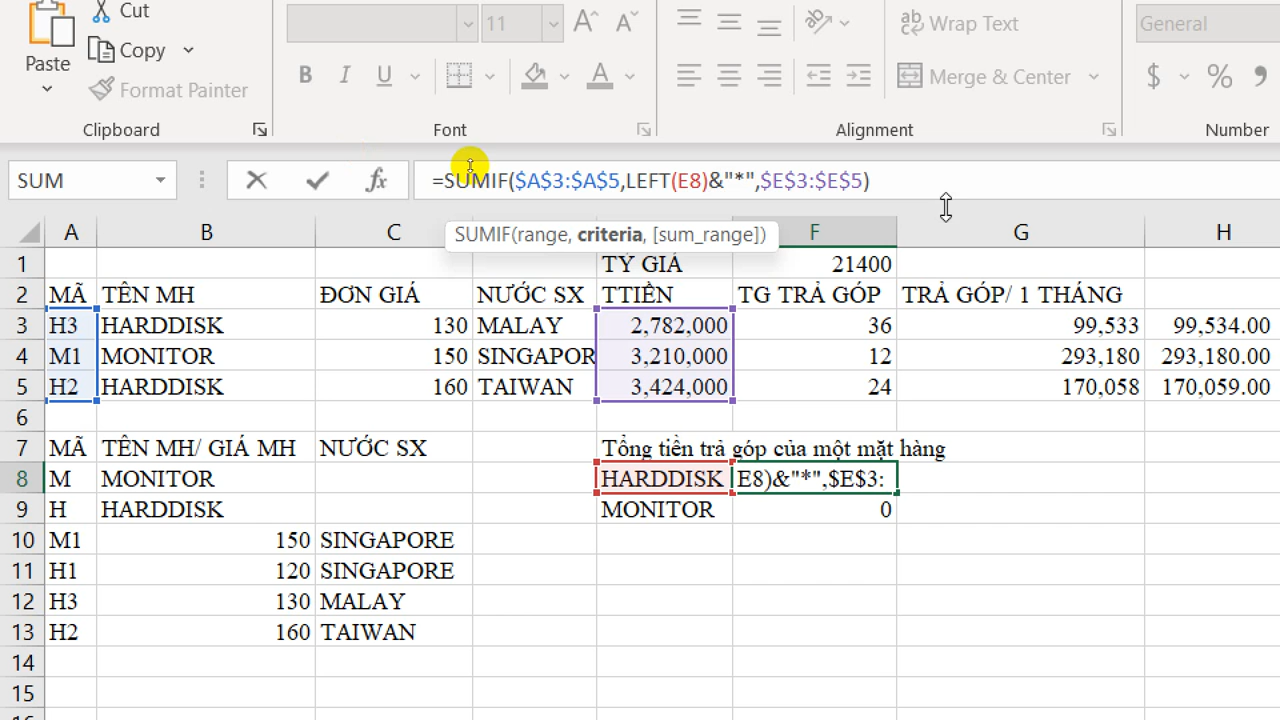 Cut
11
Wrap Text
General
Paste
Copy
B I U
A
Merge & Center
$ % 9
Format Painter
Clipboard
Font
Alignment
Number
SUM
fx
=SUMIF($A$3:$A$5,LEFT(E8)&"*",$E$3:$E$5)
SUMIF(range, criteria, [sum_range])
A B C F G H
1 TỶ GIÁ 21400
2 MÃ TÊN MH ĐƠN GIÁ NƯỚC SX TTIỀN TG TRẢ GÓP TRẢ GÓP/ 1 THÁNG
3 H3 HARDDISK 130 MALAY 2,782,000 36 99,533 99,534.00
4 M1 MONITOR 150 SINGAPOR 3,210,000 12 293,180 293,180.00
5 H2 HARDDISK 160 TAIWAN 3,424,000 24 170,058 170,059.00
6
7 MÃ TÊN MH/ GIÁ MH NƯỚC SX Tổng tiền trả góp của một mặt hàng
8 M MONITOR HARDDISK E8)&"*",$E$3:
9 H HARDDISK MONITOR 0
10 M1 150 SINGAPORE
11 H1 120 SINGAPORE
12 H3 130 MALAY
13 H2 160 TAIWAN
14
15